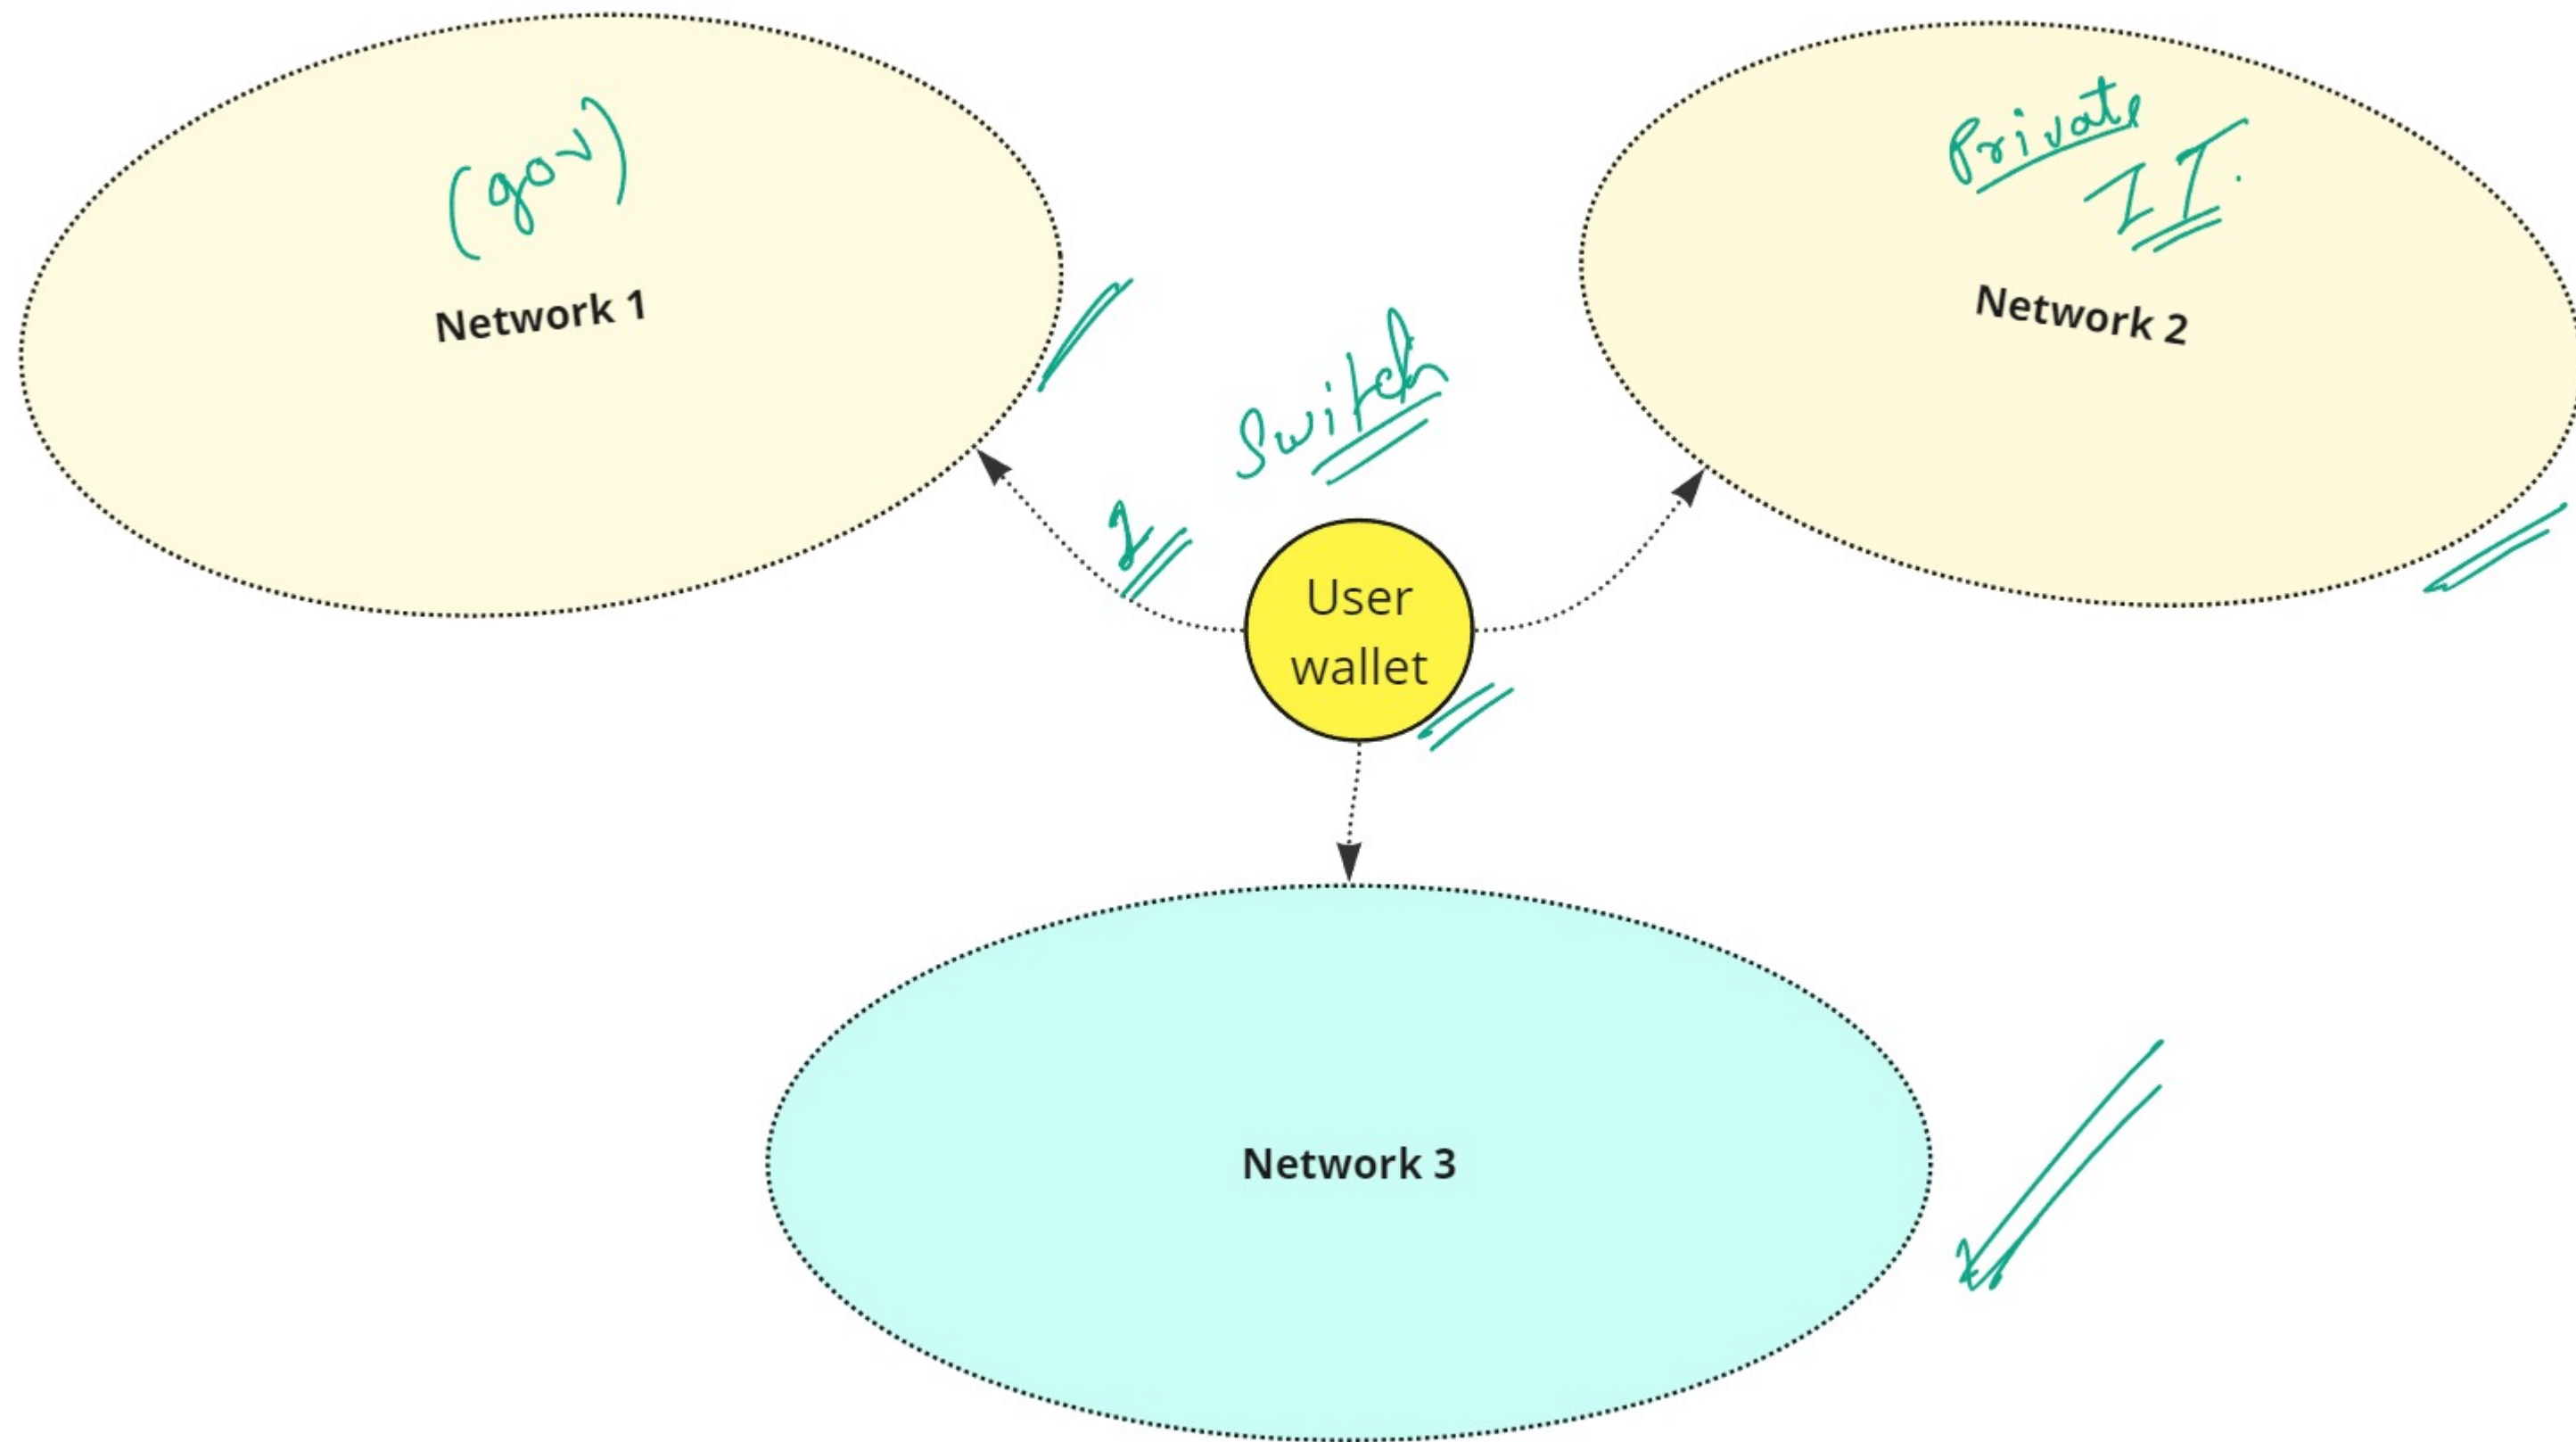 (gov)
Network 1
Private
Network 2
Switch
User
wallet
Network 3